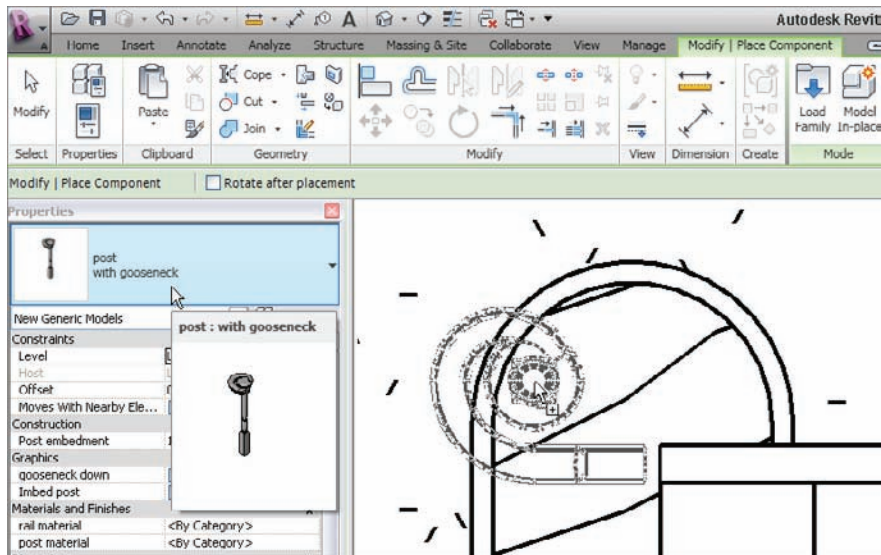 Autodesk Revit
Home Insert Annotate Analyze Structure Massing & Site Collaborate View Manage Modify | Place Component
Modify Paste Cope Cut Join Load Family Model In-place
Select Properties Clipboard Geometry Modify View Dimension Create Mode
Modify | Place Component Rotate after placement
Properties
post
with gooseneck
New Generic Models
post : with gooseneck
Constraints
Level
Host
Offset
Moves With Nearby Ele...
Construction
Post embedment
Graphics
gooseneck down
Imbed post
Materials and Finishes
rail material <By Category>
post material <By Category>